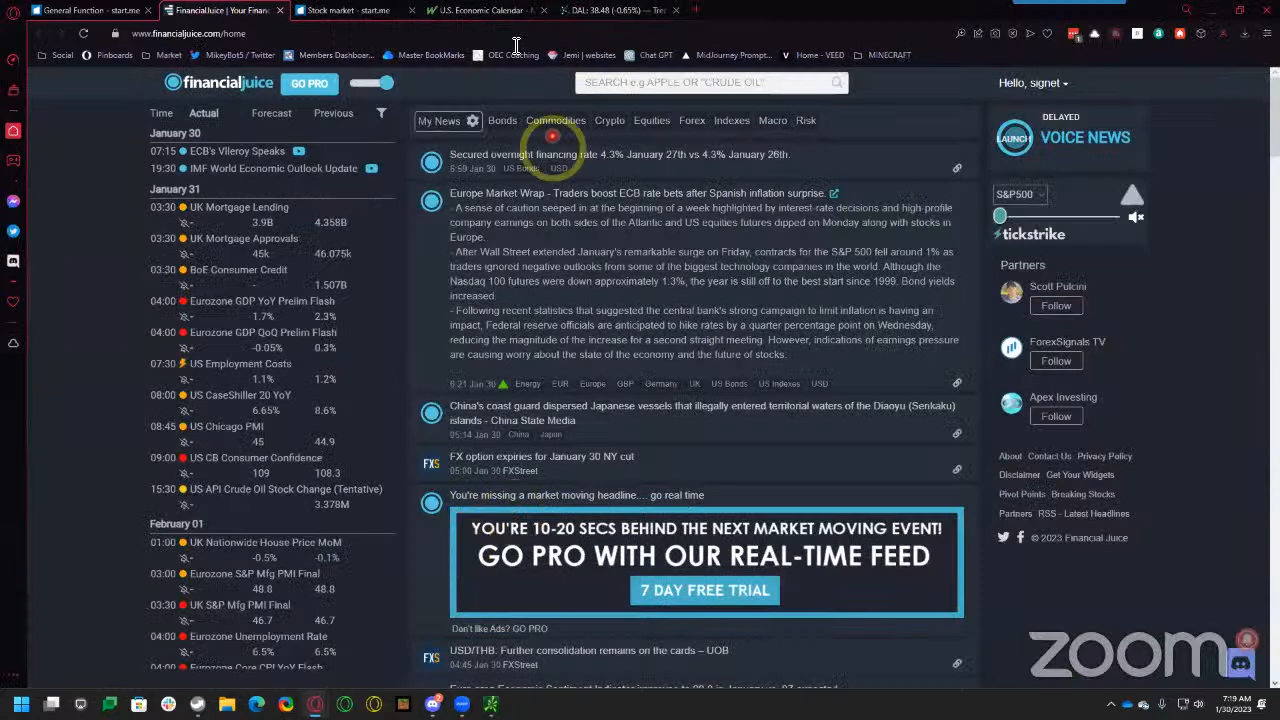 General Function - start.me
FinancialJuice | Your Finan
Stock market - start.me
U.S. Economic Calendar - M
DAL: 38.48 (-0.65%) — Tre
www.financialjuice.com/home
Social
Pinboards
Market
MikeyBot5 / Twitter
Members Dashboar...
Master BookMarks
OEC Coaching
Jemi | websites
Chat GPT
MidJourney Prompt...
Home - VEED
MINECRAFT
financialjuice
GO PRO
SEARCH e.g APPLE OR "CRUDE OIL"
Hello, signet
Time Actual Forecast Previous
January 30
07:15 ECB's Vlleroy Speaks
19:30 IMF World Economic Outlook Update
January 31
03:30 UK Mortgage Lending
- 3.9B 4.358B
03:30 UK Mortgage Approvals
- 45k 46.075k
03:30 BoE Consumer Credit
- - 1.507B
04:00 Eurozone GDP YoY Prelim Flash
- 1.7% 2.3%
04:00 Eurozone GDP QoQ Prelim Flash
- -0.05% 0.3%
07:30 US Employment Costs
- 1.1% 1.2%
08:00 US CaseShiller 20 YoY
- 6.65% 8.6%
08:45 US Chicago PMI
- 45 44.9
09:00 US CB Consumer Confidence
- 109 108.3
15:30 US API Crude Oil Stock Change (Tentative)
- 3.378M
February 01
01:00 UK Nationwide House Price MoM
- -0.5% -0.1%
03:00 Eurozone S&P Mfg PMI Final
- 48.8 48.8
03:30 UK S&P Mfg PMI Final
- 46.7 46.7
04:00 Eurozone Unemployment Rate
- 6.5% 6.5%
04:00 Eurozone Core CPI YoY Flash
My News Bonds Commodities Crypto Equities Forex Indexes Macro Risk
Secured overnight financing rate 4.3% January 27th vs 4.3% January 26th.
6:59 Jan 30 US Bonds USD
Europe Market Wrap - Traders boost ECB rate bets after Spanish inflation surprise.
- A sense of caution seeped in at the beginning of a week highlighted by interest-rate decisions and high-profile
company earnings on both sides of the Atlantic and US equities futures dipped on Monday along with stocks in
Europe.
- After Wall Street extended January's remarkable surge on Friday, contracts for the S&P 500 fell around 1% as
traders ignored negative outlooks from some of the biggest technology companies in the world. Although the
Nasdaq 100 futures were down approximately 1.3%, the year is still off to the best start since 1999. Bond yields
increased.
- Following recent statistics that suggested the central bank's strong campaign to limit inflation is having an
impact, Federal reserve officials are anticipated to hike rates by a quarter percentage point on Wednesday,
reducing the magnitude of the increase for a second straight meeting. However, indications of earnings pressure
are causing worry about the state of the economy and the future of stocks.
6:21 Jan 30 Energy EUR Europe GBP Germany UK US Bonds US Indexes USD
China's coast guard dispersed Japanese vessels that illegally entered territorial waters of the Diaoyu (Senkaku)
islands - China State Media
05:14 Jan 30 China Japan
FXS FX option expiries for January 30 NY cut
05:00 Jan 30 FXStreet
You're missing a market moving headline.... go real time
YOU'RE 10-20 SECS BEHIND THE NEXT MARKET MOVING EVENT!
GO PRO WITH OUR REAL-TIME FEED
7 DAY FREE TRIAL
Don't like Ads? GO PRO
FXS USD/THB: Further consolidation remains on the cards – UOB
04:45 Jan 30 FXStreet
LAUNCH
DELAYED
VOICE NEWS
S&P500
tickstrike
Partners
Scott Pulcini
Follow
ForexSignals TV
Follow
Apex Investing
Follow
About Contact Us Privacy Policy
Disclaimer Get Your Widgets
Pivot Points Breaking Stocks
Partners RSS - Latest Headlines
© 2023 Financial Juice
zoom
7:19 AM
1/30/2023